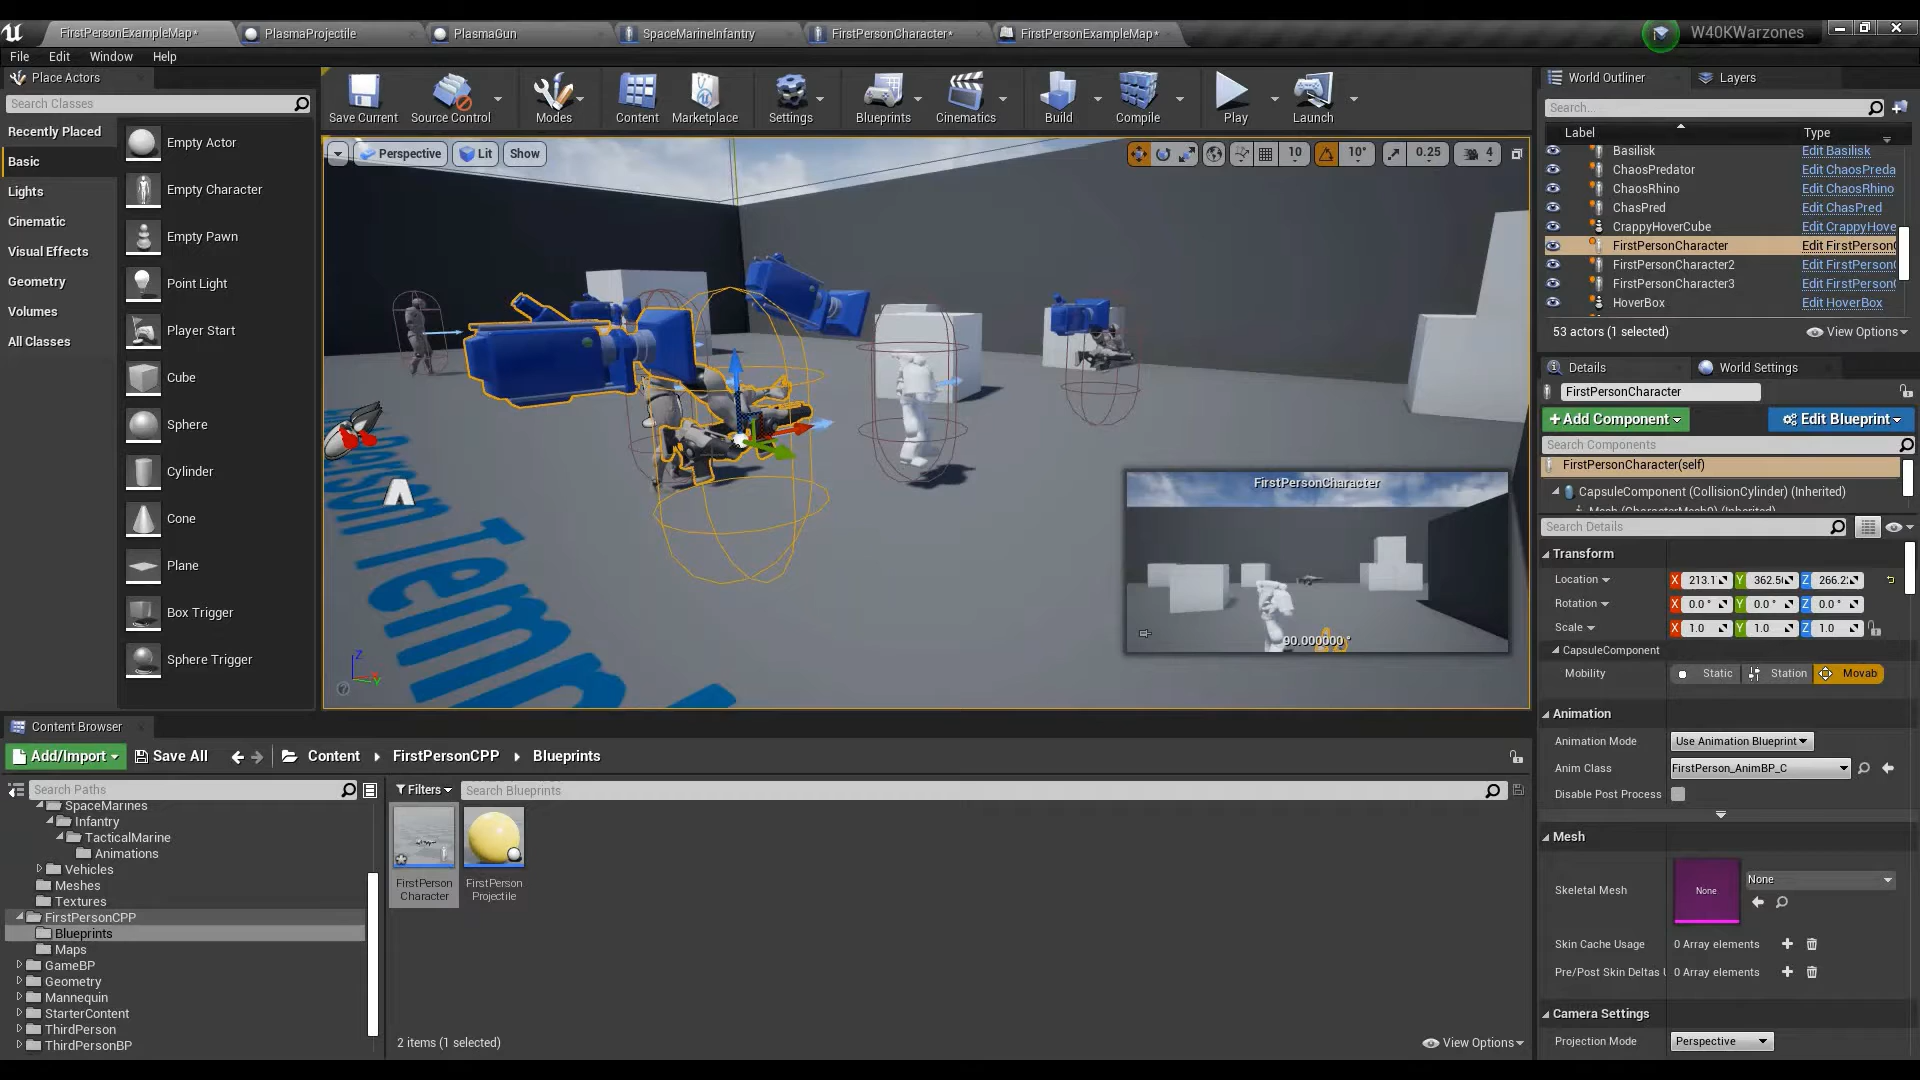 FirstPersonExampleMap*
PlasmaProjectile
PlasmaGun
SpaceMarineInfantry
FirstPersonCharacter*
FirstPersonExampleMap*
W40KWarzones
File
Edit
Window
Help
Place Actors
Search Classes
Recently Placed
Basic
Lights
Cinematic
Visual Effects
Geometry
Volumes
All Classes
Empty Actor
Empty Character
Empty Pawn
Point Light
Player Start
Cube
Sphere
Cylinder
Cone
Plane
Box Trigger
Sphere Trigger
Save Current
Source Control
Modes
Content
Marketplace
Settings
Blueprints
Cinematics
Build
Compile
Play
Launch
Perspective
Lit
Show
10
10°
0.25
4
FirstPersonCharacter
90.000000°
Z
World Outliner
Layers
Search...
Label
Type
Basilisk
Edit Basilisk
ChaosPredator
Edit ChaosPreda
ChaosRhino
Edit ChaosRhino
ChasPred
Edit ChasPred
CrappyHoverCube
Edit CrappyHove
FirstPersonCharacter
Edit FirstPerson
FirstPersonCharacter2
Edit FirstPerson
FirstPersonCharacter3
Edit FirstPerson
HoverBox
Edit HoverBox
53 actors (1 selected)
View Options
Details
World Settings
FirstPersonCharacter
+Add Component
Edit Blueprint
Search Components
FirstPersonCharacter(self)
CapsuleComponent (CollisionCylinder) (Inherited)
Mesh (CharacterMesh0) (Inherited)
Search Details
Transform
Location
X 213.1
Y 362.5
Z 266.2
Rotation
X 0.0 °
Y 0.0 °
Z 0.0 °
Scale
X 1.0
Y 1.0
Z 1.0
CapsuleComponent
Mobility
Static
Station
Movab
Animation
Animation Mode
Use Animation Blueprint
Anim Class
FirstPerson_AnimBP_C
Disable Post Process
Mesh
Skeletal Mesh
None
None
Skin Cache Usage
0 Array elements
Pre/Post Skin Deltas U
0 Array elements
Camera Settings
Projection Mode
Perspective
Content Browser
Add/Import
Save All
Content
FirstPersonCPP
Blueprints
Search Paths
Filters
Search Blueprints
SpaceMarines
Infantry
TacticalMarine
Animations
Vehicles
Meshes
Textures
FirstPersonCPP
Blueprints
Maps
GameBP
Geometry
Mannequin
StarterContent
ThirdPerson
ThirdPersonBP
FirstPerson
Character
FirstPerson
Projectile
2 items (1 selected)
View Options